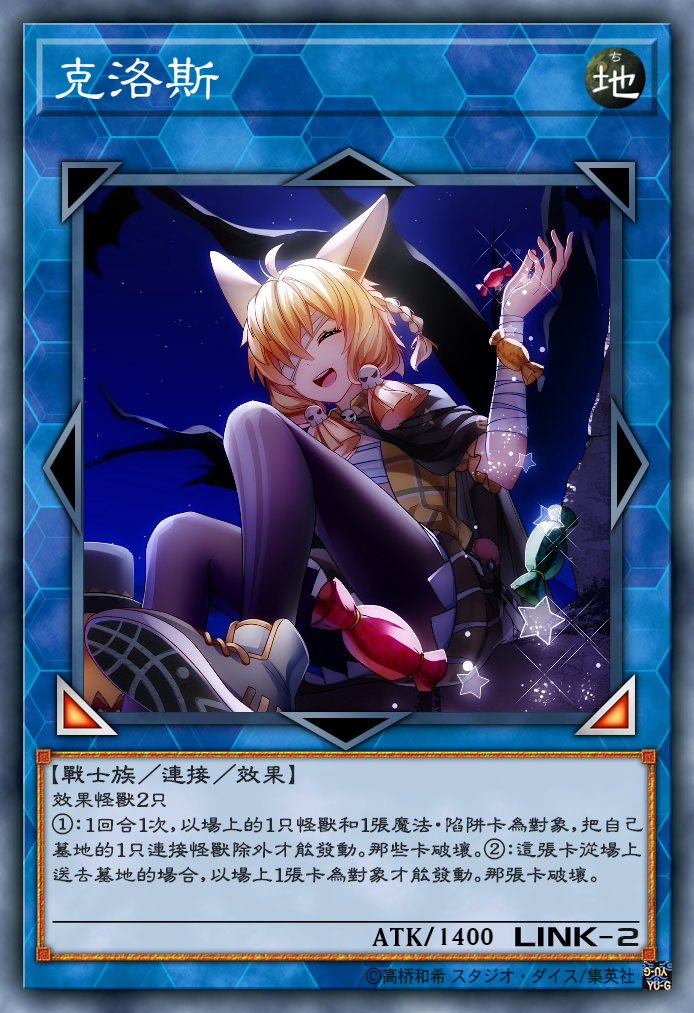 克洛斯
ち
地
【戰士族／連接／效果】
效果怪獸2只
①：1回合1次，以場上的1只怪獸和1張魔法·陷阱卡為對象，把自己
墓地的1只連接怪獸除外才能發動。那些卡破壞。②：這張卡從場上
送去墓地的場合，以場上1張卡為對象才能發動。那張卡破壞。
ATK/1400 LINK-2
©高桥和希 スタジオ・ダイス/集英社
YU-G
YU-G